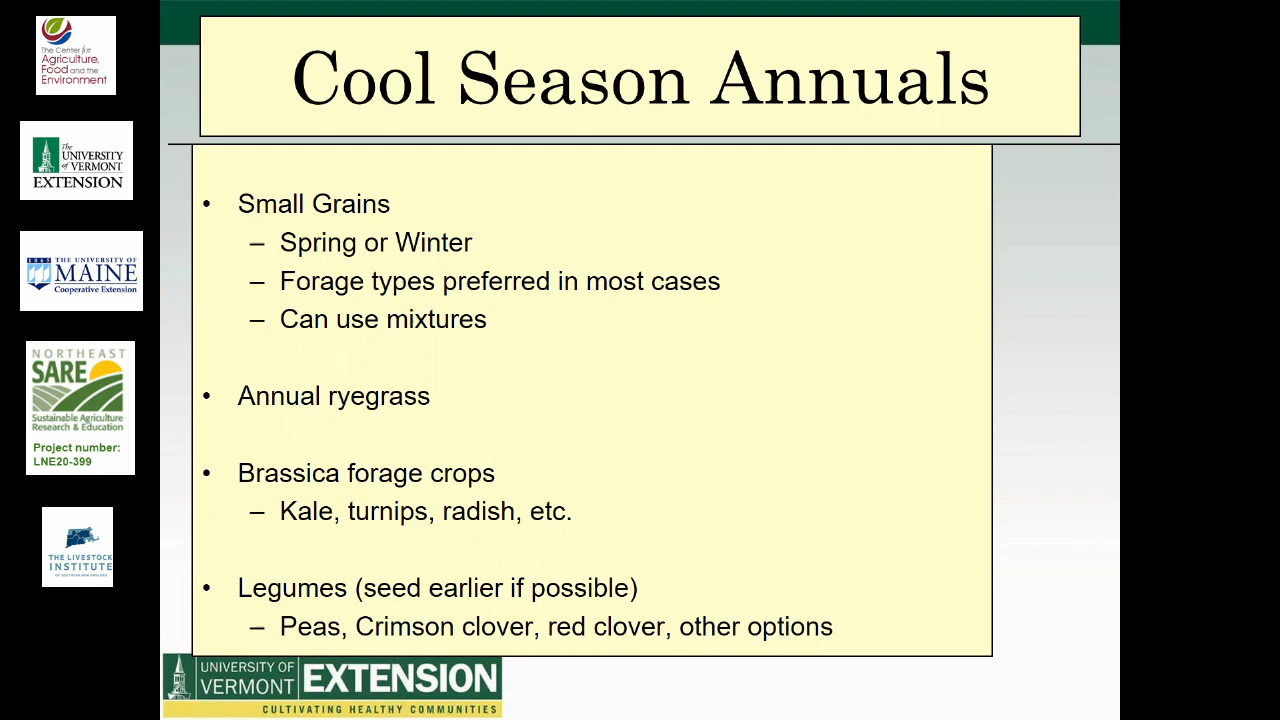 The Center for
Agriculture,
Food and the
Environment
The
UNIVERSITY
of VERMONT
EXTENSION
1865 THE UNIVERSITY OF
MAINE
Cooperative Extension
NORTHEAST
SARE
Sustainable Agriculture
Research & Education
Project number:
LNE20-399
THE LIVESTOCK
INSTITUTE
OF SOUTHERN NEW ENGLAND
Cool Season Annuals
• Small Grains
– Spring or Winter
– Forage types preferred in most cases
– Can use mixtures
• Annual ryegrass
• Brassica forage crops
– Kale, turnips, radish, etc.
• Legumes (seed earlier if possible)
– Peas, Crimson clover, red clover, other options
UNIVERSITY OF
VERMONT
EXTENSION
CULTIVATING HEALTHY COMMUNITIES